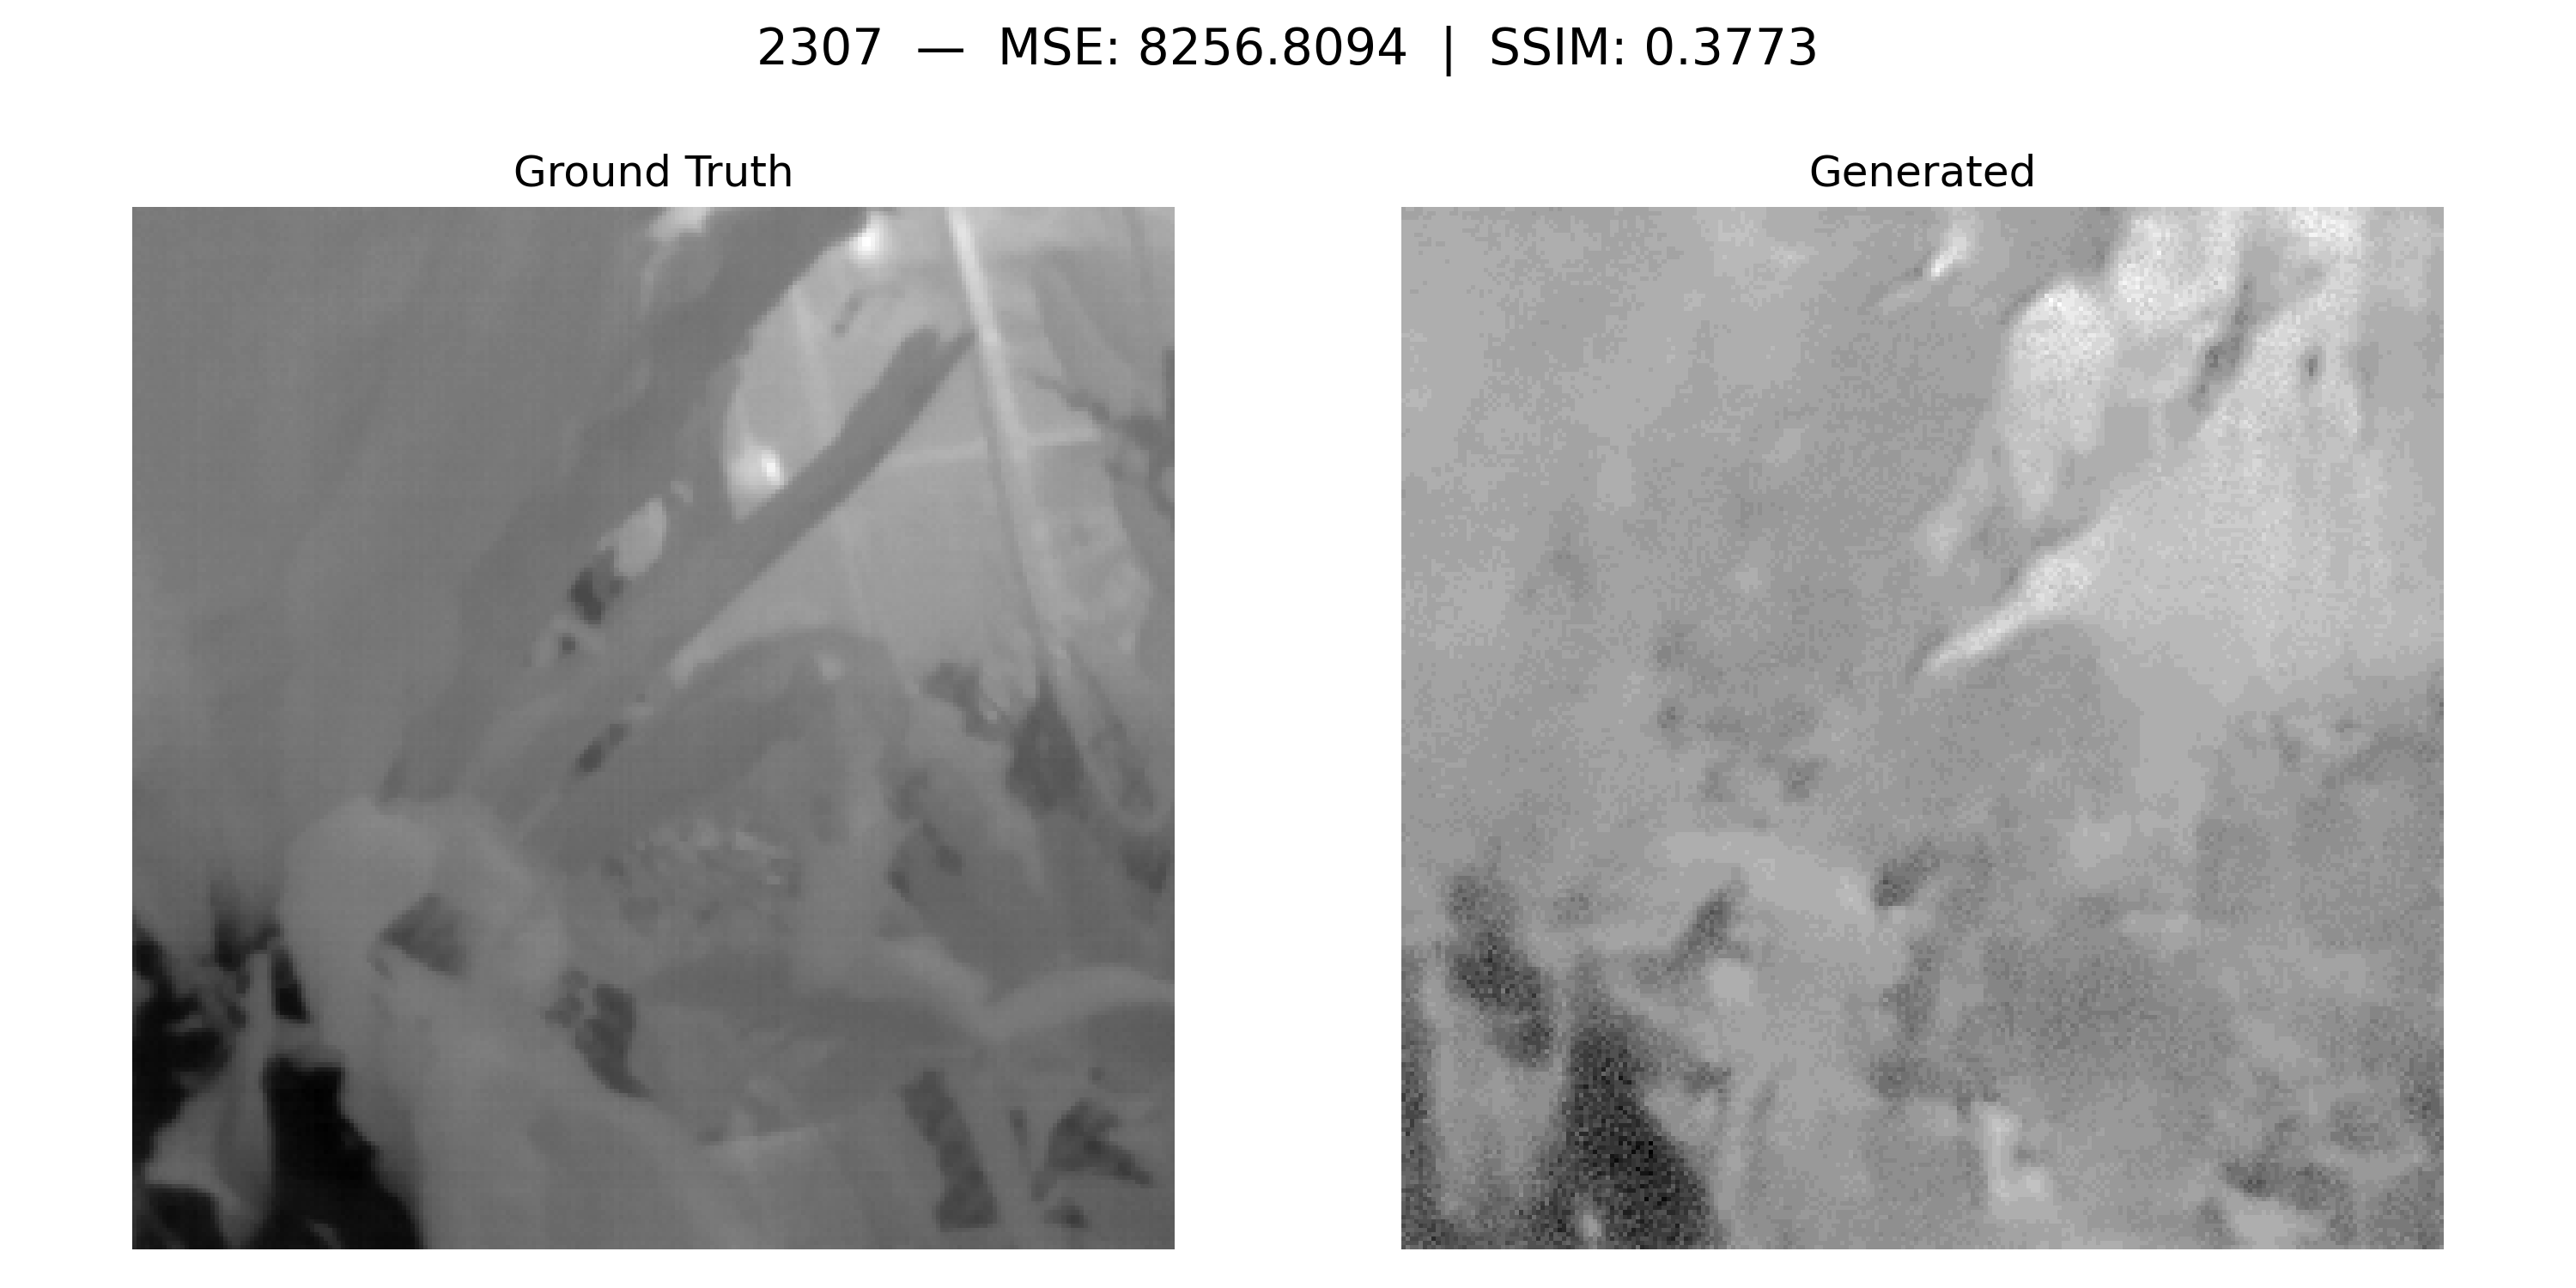 2307 — MSE: 8256.8094 | SSIM: 0.3773
Ground Truth
Generated